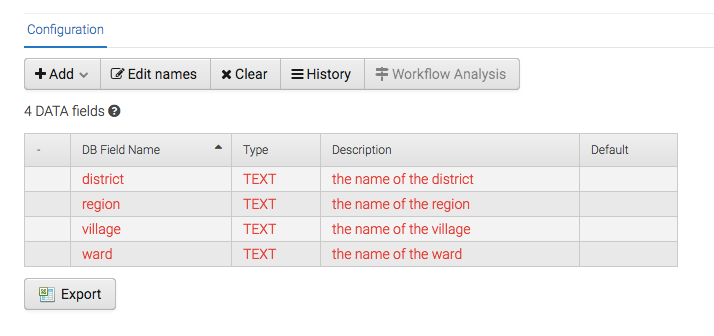 Configuration
Add Edit names Clear History Workflow Analysis
4 DATA fields
- DB Field Name Type Description Default
district TEXT the name of the district
region TEXT the name of the region
village TEXT the name of the village
ward TEXT the name of the ward
Export